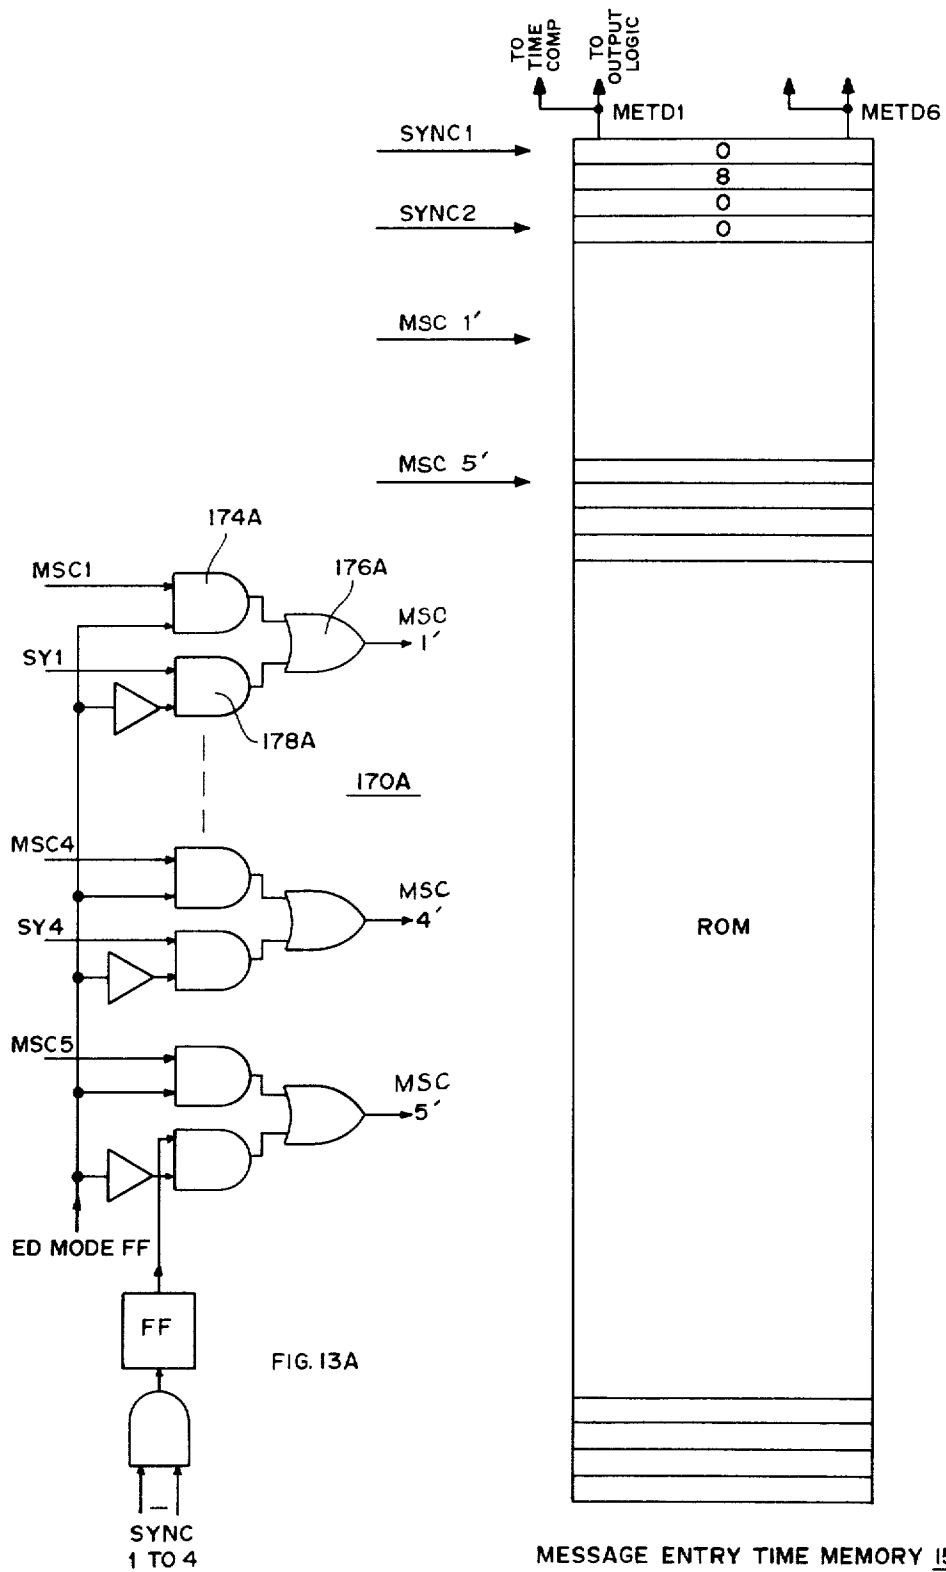 TO
TIME
COMP
TO
OUTPUT
LOGIC
METD1
METD6
SYNC1
0
8
0
SYNC2
0
MSC 1′
MSC 5′
174A
MSC1
176A
MSC
1′
SY1
178A
170A
MSC4
MSC
4′
SY4
ROM
MSC5
MSC
5′
ED MODE FF
FF
FIG. 13A
SYNC
1 TO 4
MESSAGE ENTRY TIME MEMORY